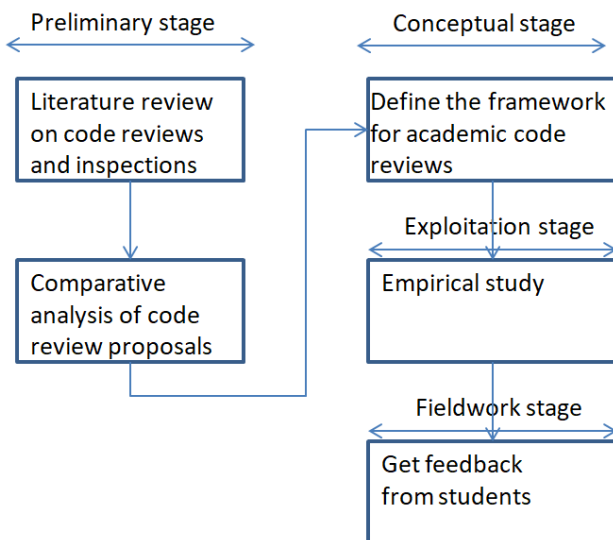 Preliminary stage
Literature review
on code reviews
and inspections
Comparative
analysis of code
review proposals
Conceptual stage
Define the framework
for academic code
reviews
Exploitation stage
Empirical study
Fieldwork stage
Get feedback
from students